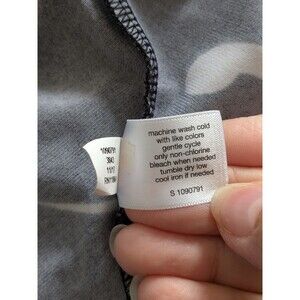 machine wash cold
with like colors
gentle cycle
only non-chlorine
bleach when needed
tumble dry low
cool iron if needed
S 1090791
1090791